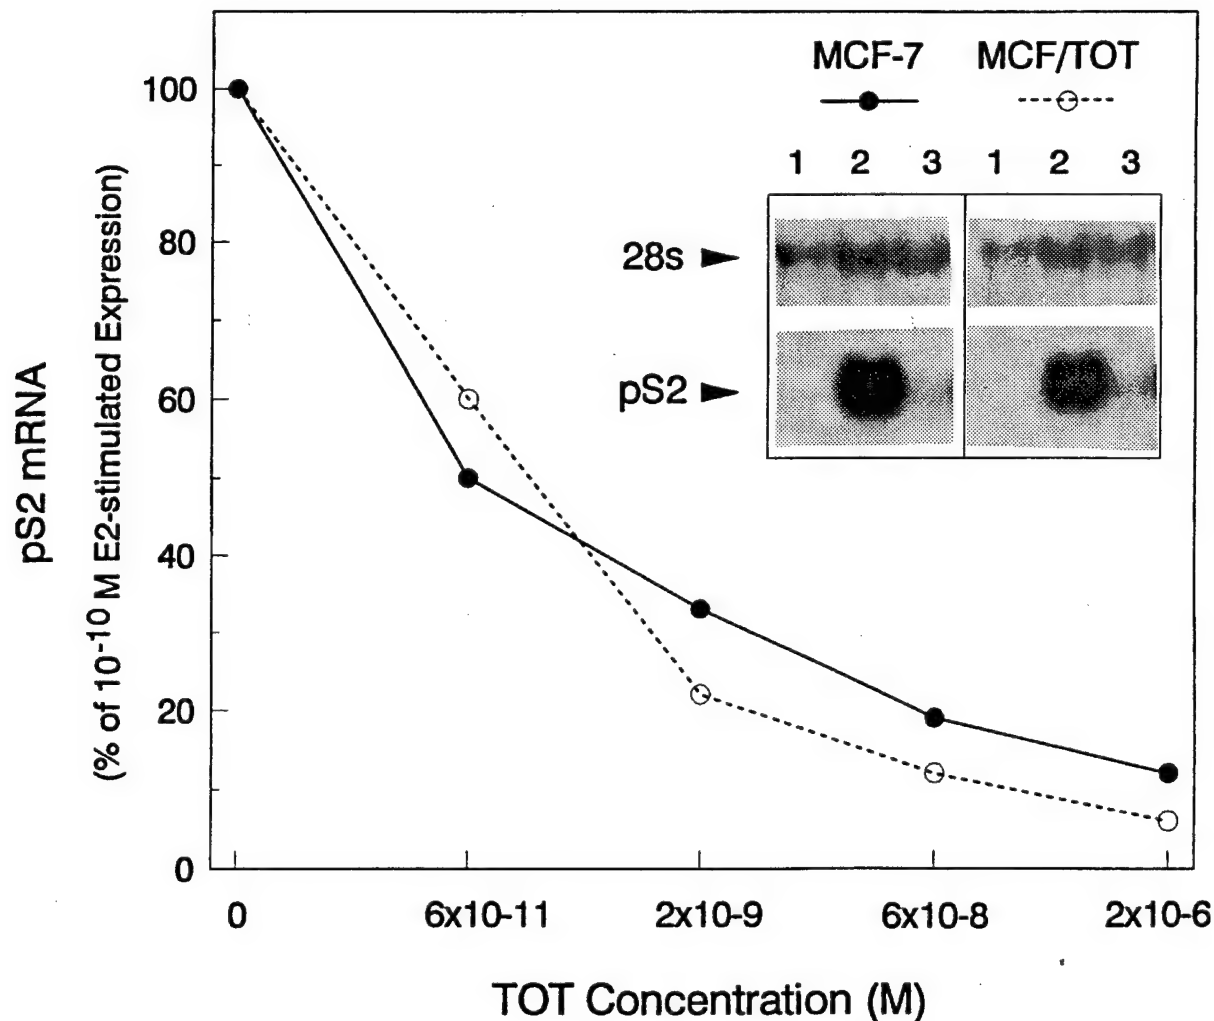 MCF-7 MCF/TOT
1 2 3 1 2 3
28s
pS2
100
80
60
40
20
0
pS2 mRNA
(% of 10-10 M E2-stimulated Expression)
0 6x10-11 2x10-9 6x10-8 2x10-6
TOT Concentration (M)